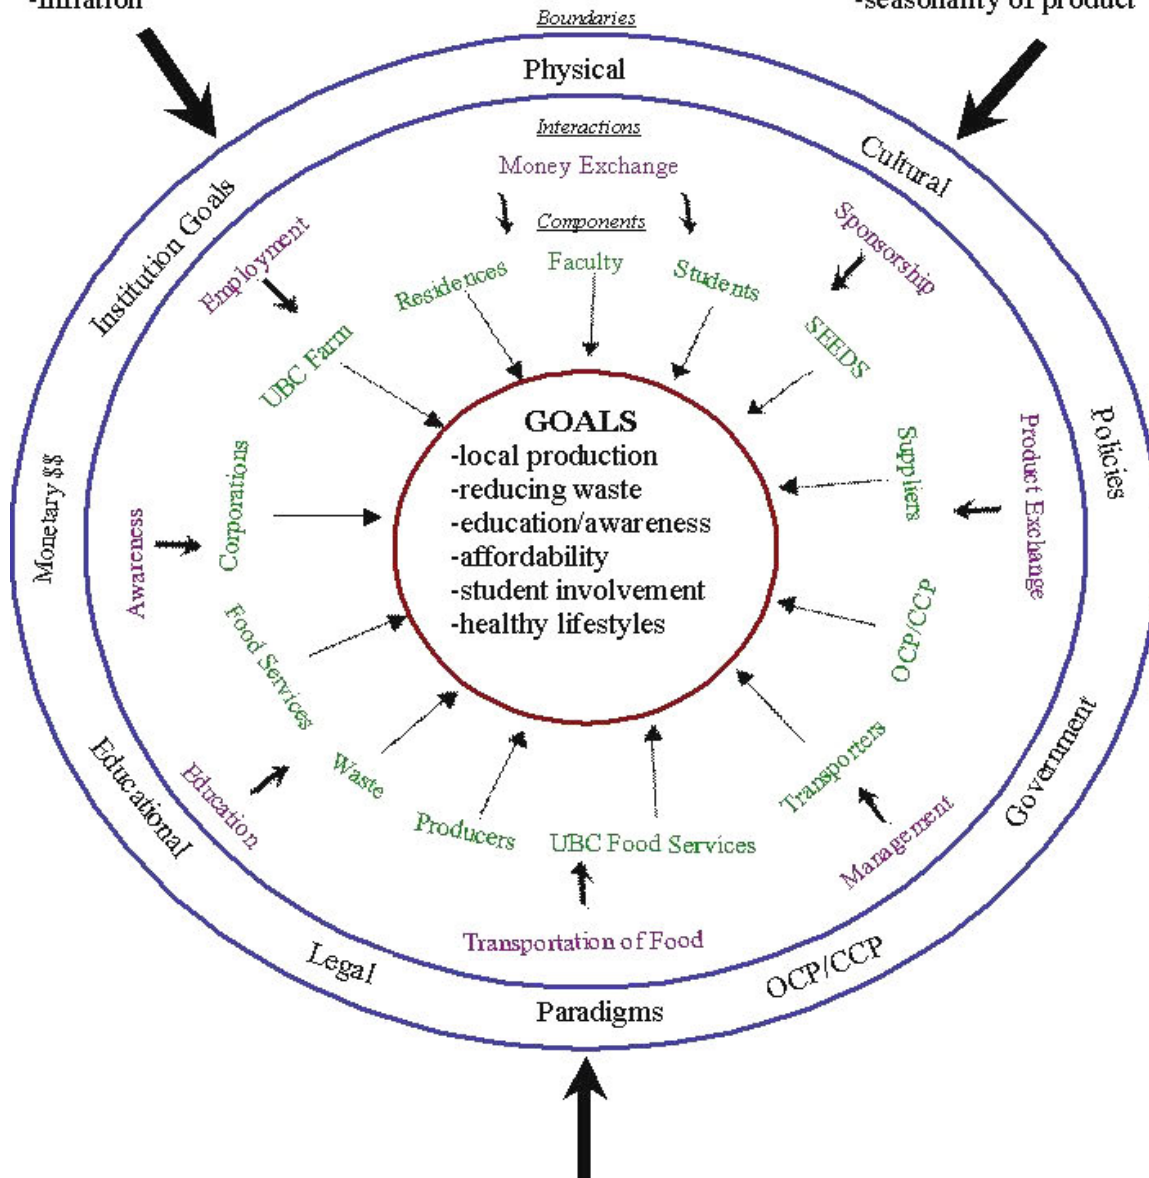 -inflation
-seasonality of product
Boundaries
Physical
Interactions
Money Exchange
Components
Cultural
Sponsorship
Institution Goals
Employment
Residences
Faculty
Students
SEEDS
UBC Farm
GOALS
-local production
-reducing waste
-education/awareness
-affordability
-student involvement
-healthy lifestyles
Suppliers
Product Exchange
Policies
Monetary $$
Awareness
Corporations
Food Services
OCP/CCP
Educational
Education
Waste
Producers
UBC Food Services
Transporters
Management
Government
Transportation of Food
Legal
Paradigms
OCP/CCP